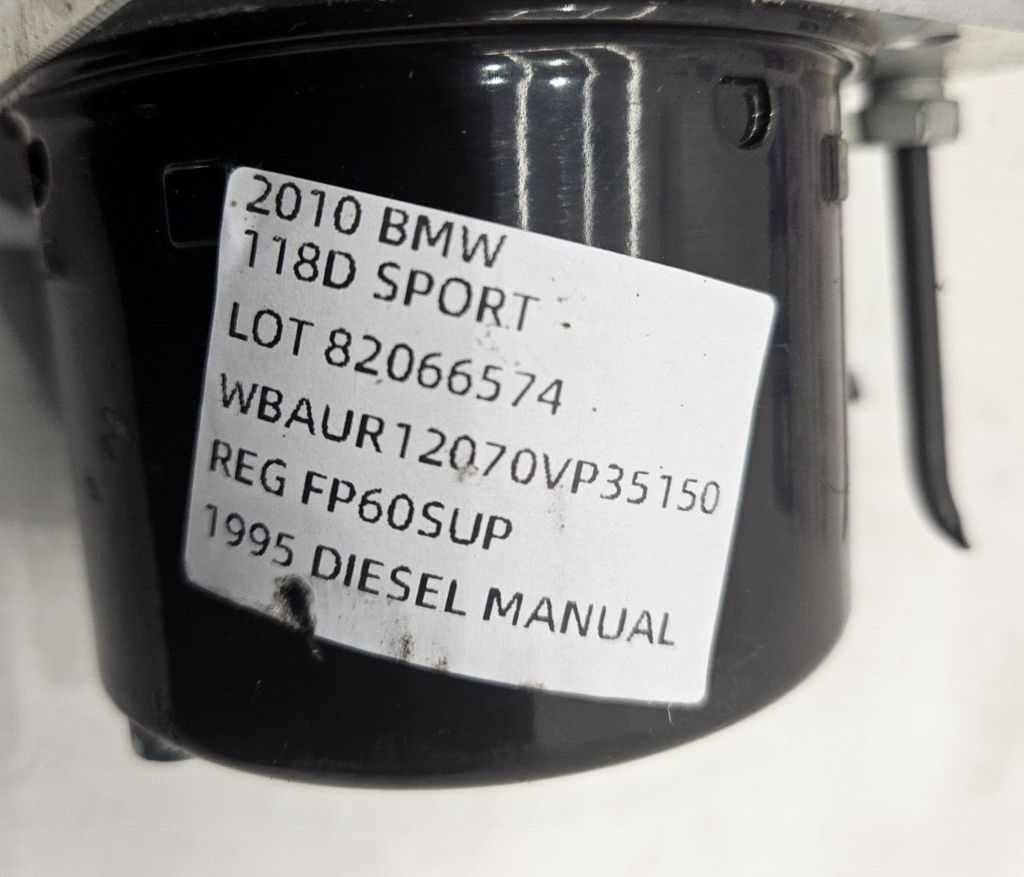 2010 BMW
118D SPORT
LOT 82066574
WBAUR12070VP35150
REG FP60SUP
1995 DIESEL MANUAL